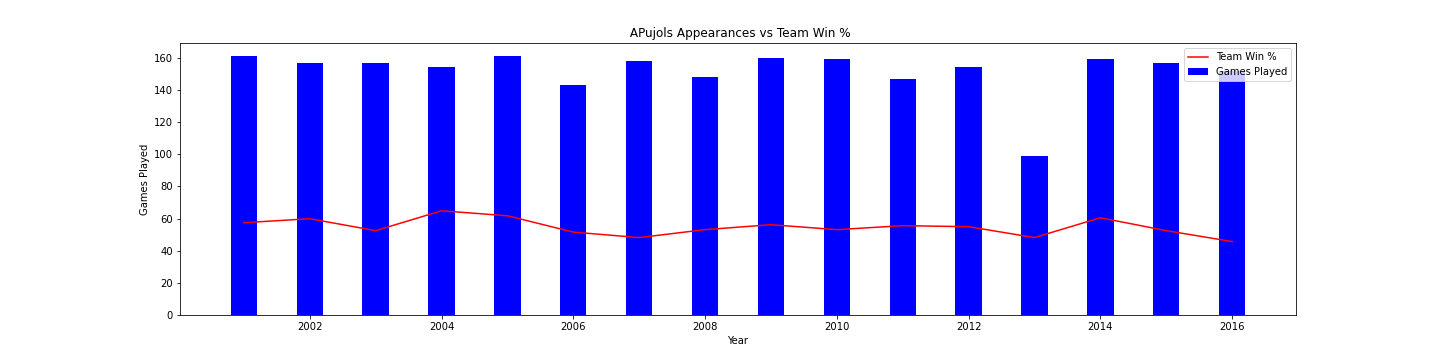 APujols Appearances vs Team Win %
Team Win %
Games Played
160
140
120
100
80
60
40
20
0
Games Played
2002 2004 2006 2008 2010 2012 2014 2016
Year